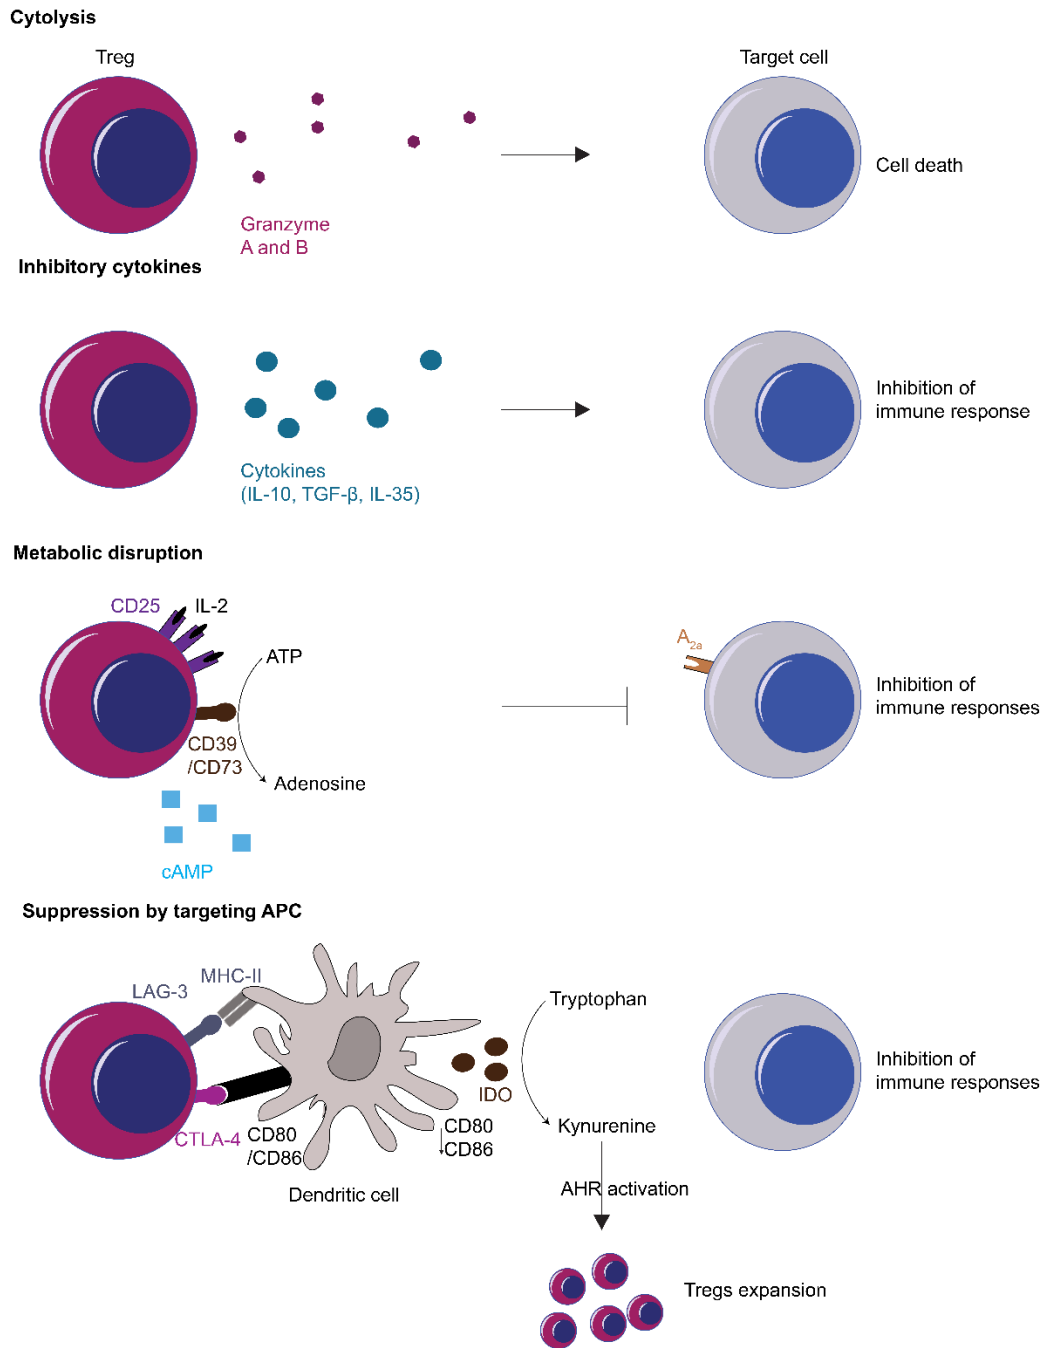 Cytolysis
Treg
Target cell
Cell death
Granzyme
A and B
Inhibitory cytokines
Inhibition of
immune response
Cytokines
(IL-10, TGF-β, IL-35)
Metabolic disruption
CD25
IL-2
ATP
A2a
Inhibition of
immune responses
CD39
/CD73
Adenosine
cAMP
Suppression by targeting APC
MHC-II
LAG-3
Tryptophan
Inhibition of
immune responses
IDO
CTLA-4
CD80
/CD86
CD80
CD86
Kynurenine
Dendritic cell
AHR activation
Tregs expansion